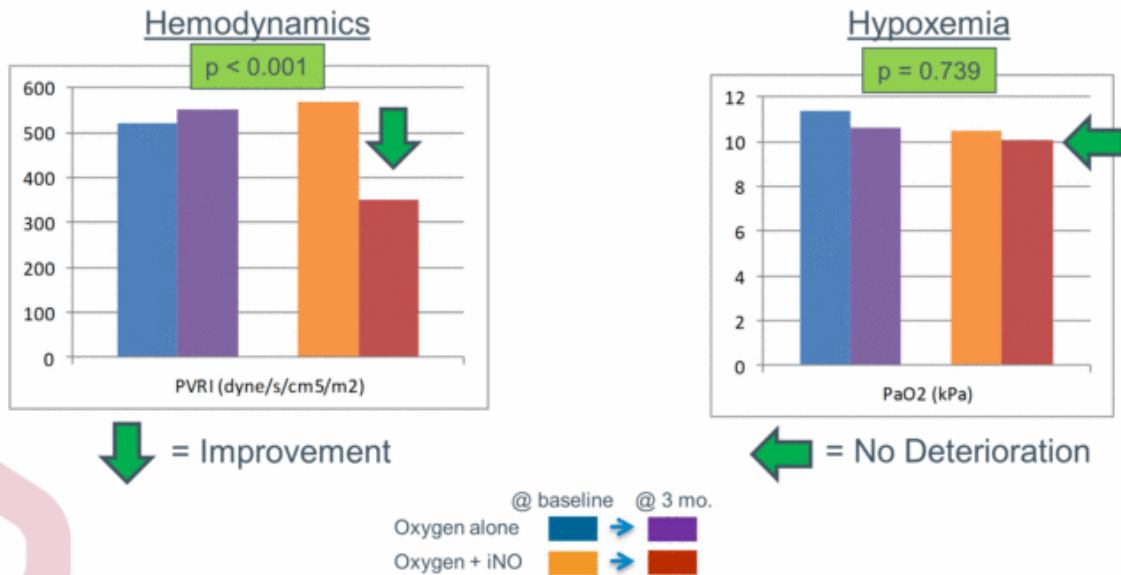 Hemodynamics
p < 0.001
600
500
400
300
200
100
0
PVRI (dyne/s/cm5/m2)
= Improvement
Hypoxemia
p = 0.739
12
10
8
6
4
2
0
PaO2 (kPa)
= No Deterioration
@ baseline @ 3 mo.
Oxygen alone
Oxygen + iNO